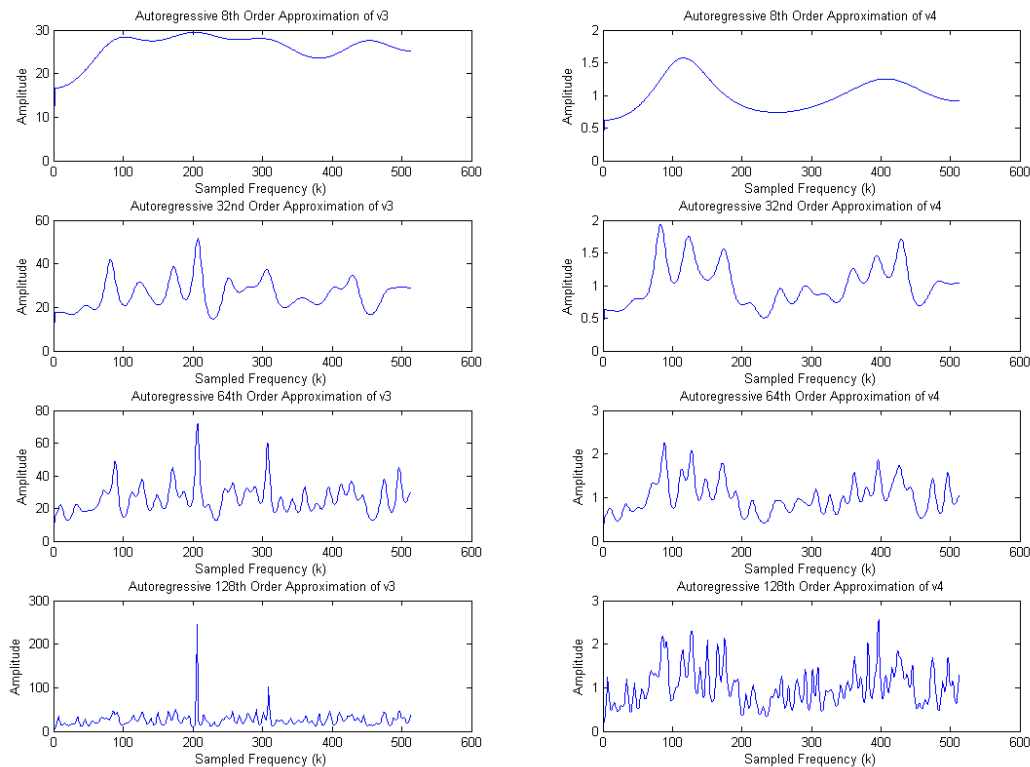 Autoregressive 8th Order Approximation of v3
30
20
10
0
Amplitude
0 100 200 300 400 500 600
Sampled Frequency (k)
Autoregressive 8th Order Approximation of v4
2
1.5
1
0.5
0
Amplitude
0 100 200 300 400 500 600
Sampled Frequency (k)
Autoregressive 32nd Order Approximation of v3
60
40
20
0
Amplitude
0 100 200 300 400 500 600
Sampled Frequency (k)
Autoregressive 32nd Order Approximation of v4
2
1.5
1
0.5
0
Amplitude
0 100 200 300 400 500 600
Sampled Frequency (k)
Autoregressive 64th Order Approximation of v3
80
60
40
20
0
Amplitude
0 100 200 300 400 500 600
Sampled Frequency (k)
Autoregressive 64th Order Approximation of v4
3
2
1
0
Amplitude
0 100 200 300 400 500 600
Sampled Frequency (k)
Autoregressive 128th Order Approximation of v3
300
200
100
0
Amplitude
0 100 200 300 400 500 600
Sampled Frequency (k)
Autoregressive 128th Order Approximation of v4
3
2
1
0
Amplitude
0 100 200 300 400 500 600
Sampled Frequency (k)